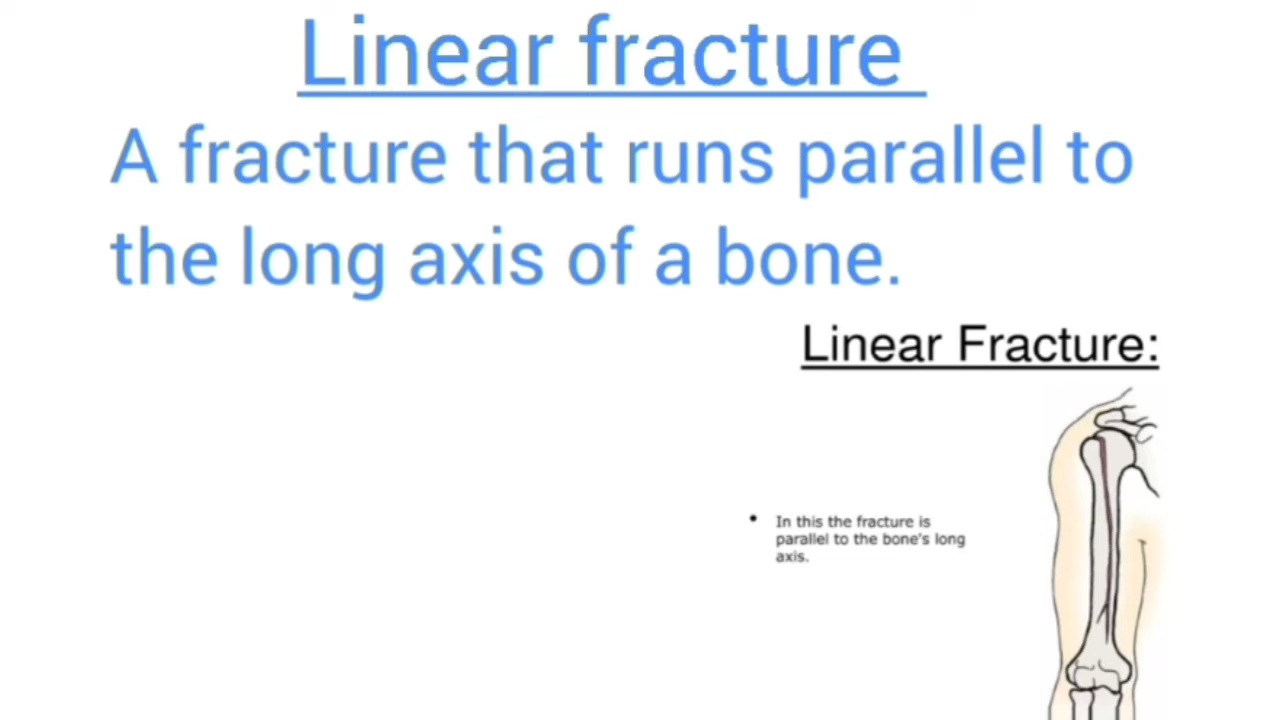 Linear fracture
A fracture that runs parallel to
the long axis of a bone.
Linear Fracture:
• In this the fracture is
parallel to the bone's long
axis.